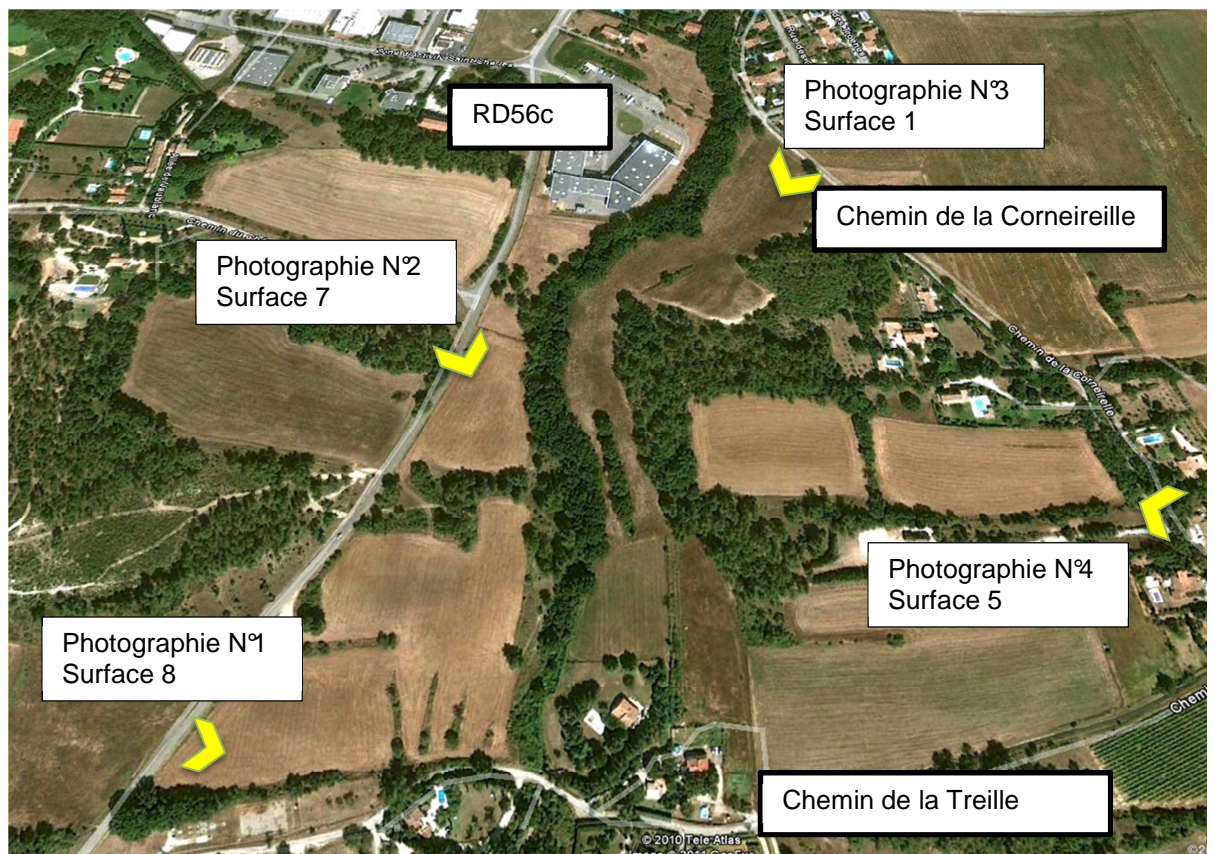 RD56c
Photographie N°3
Surface 1
Chemin de la Corneireille
Photographie N°2
Surface 7
Chemin de la Corneirelle
Photographie N°4
Surface 5
Photographie N°1
Surface 8
Chemin de la Treille
© 2010 Tele Atlas